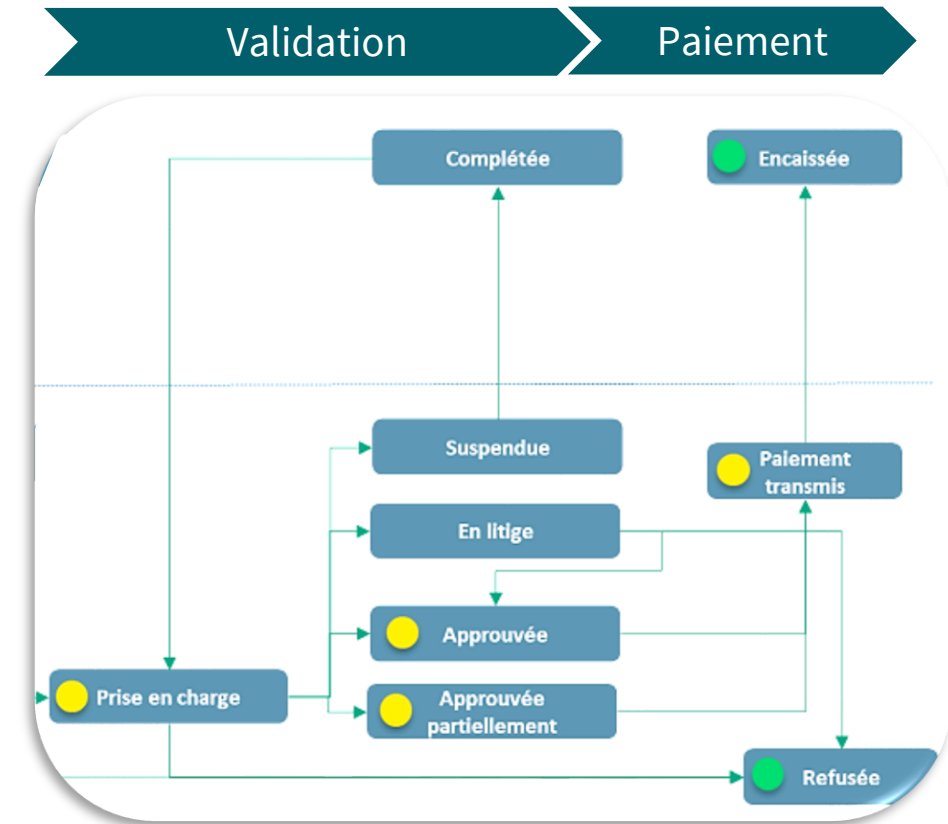 Validation
Paiement
Complétée
Encaissée
Suspendue
Paiement
transmis
En litige
Approuvée
Prise en charge
Approuvée
partiellement
Refusée